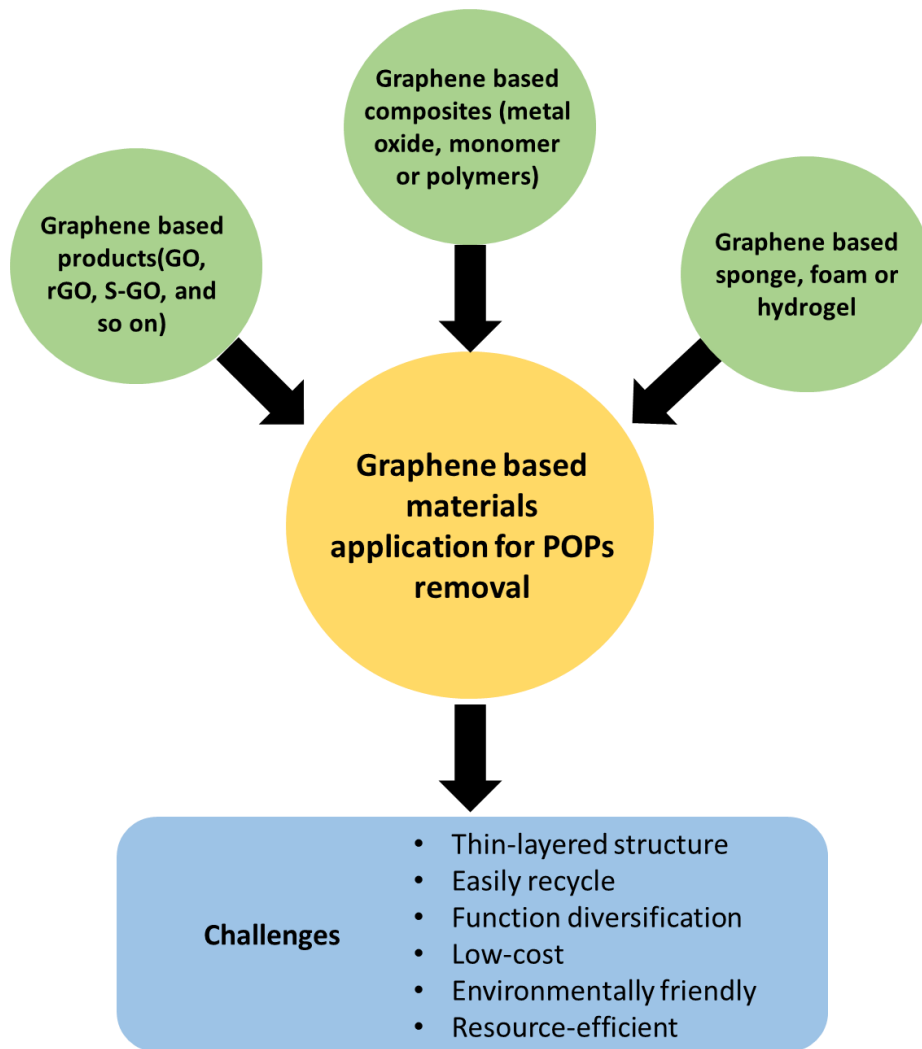 Graphene based
composites (metal
oxide, monomer
or polymers)
Graphene based
products(GO,
rGO, S-GO, and
so on)
Graphene based
sponge, foam or
hydrogel
Graphene based
materials
application for POPs
removal
Challenges
• Thin-layered structure
• Easily recycle
• Function diversification
• Low-cost
• Environmentally friendly
• Resource-efficient